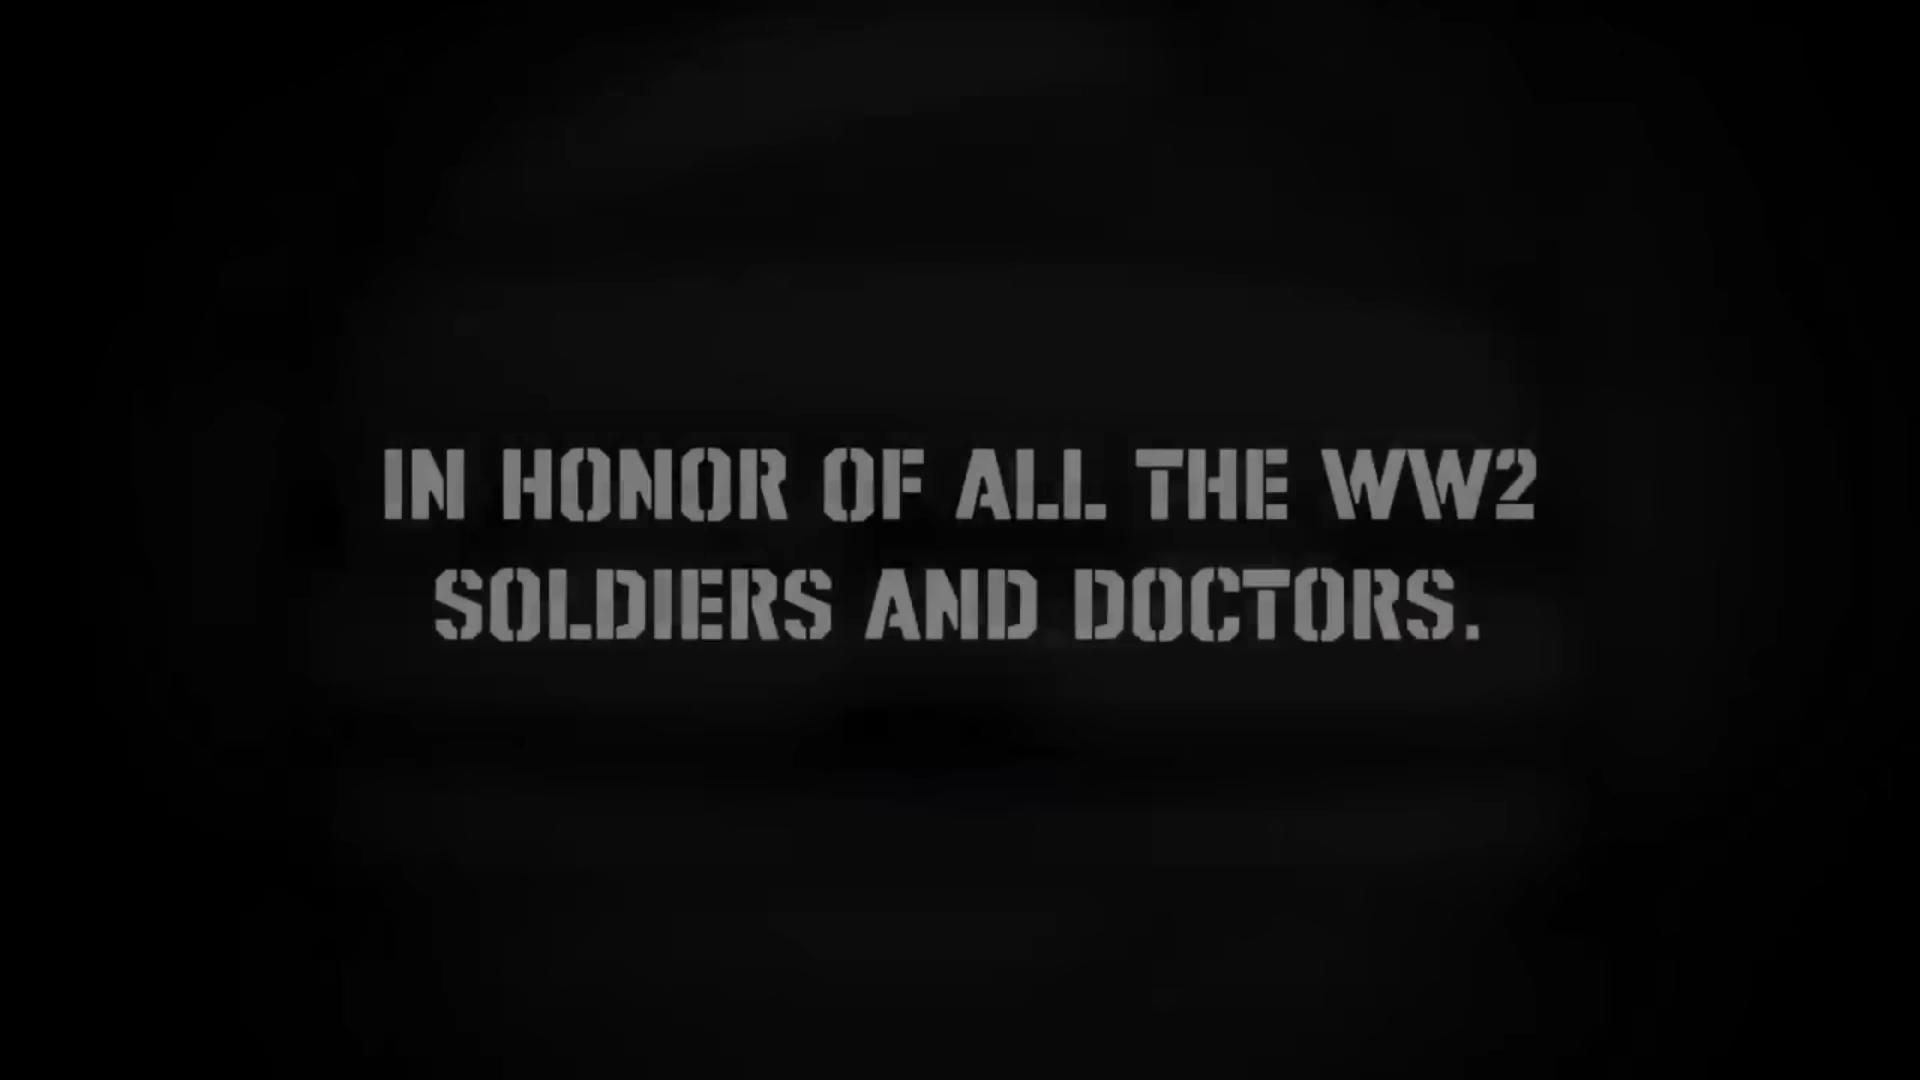 IN HONOR OF ALL THE WW2
SOLDIERS AND DOCTORS.